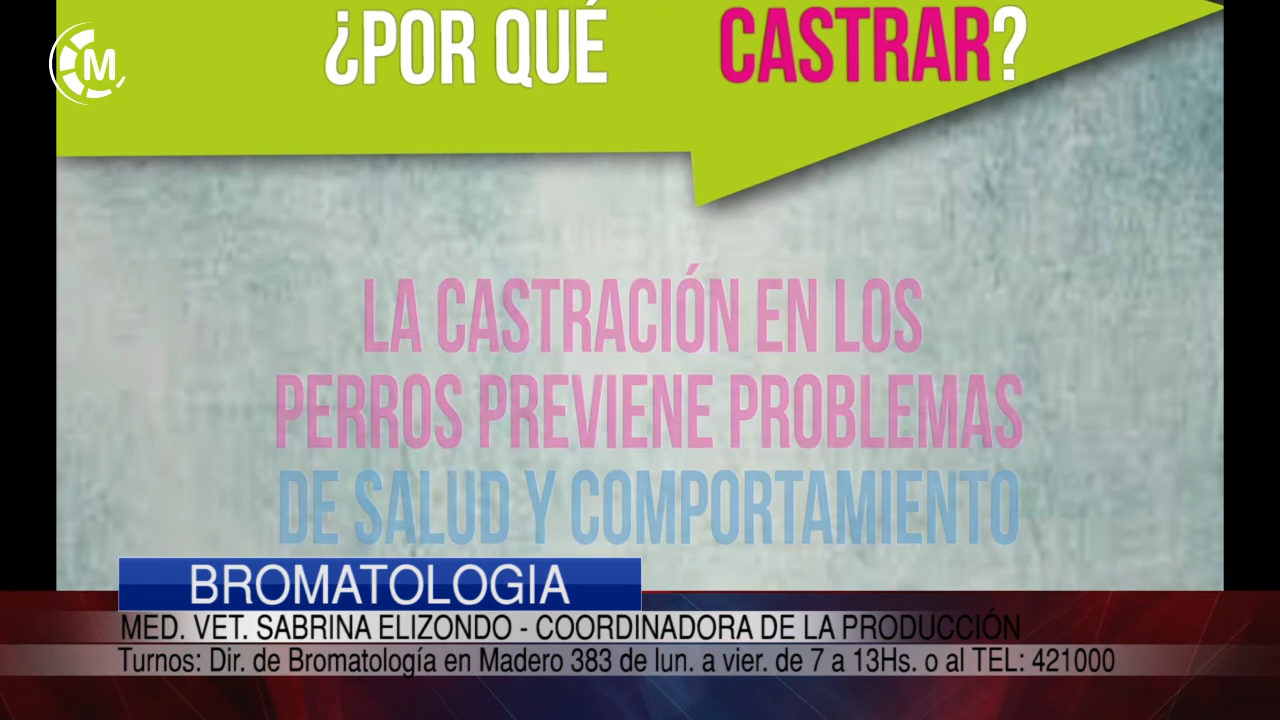 M
¿POR QUÉ CASTRAR?
LA CASTRACIÓN EN LOS
PERROS PREVIENE PROBLEMAS
DE SALUD Y COMPORTAMIENTO
BROMATOLOGIA
MED. VET. SABRINA ELIZONDO - COORDINADORA DE LA PRODUCCIÓN
Turnos: Dir. de Bromatología en Madero 383 de lun. a vier. de 7 a 13Hs. o al TEL: 421000